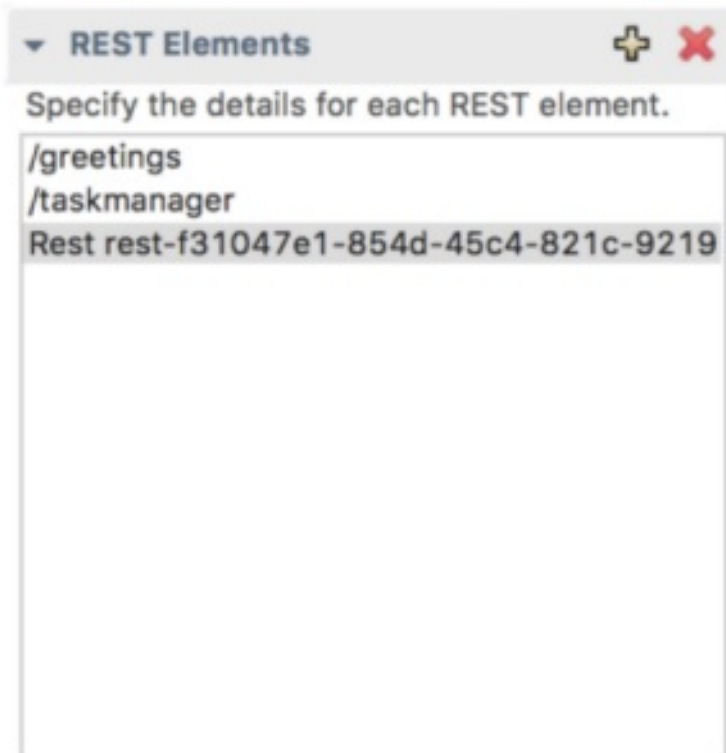 REST Elements
Specify the details for each REST element.
/greetings
/taskmanager
Rest rest-f31047e1-854d-45c4-821c-9219